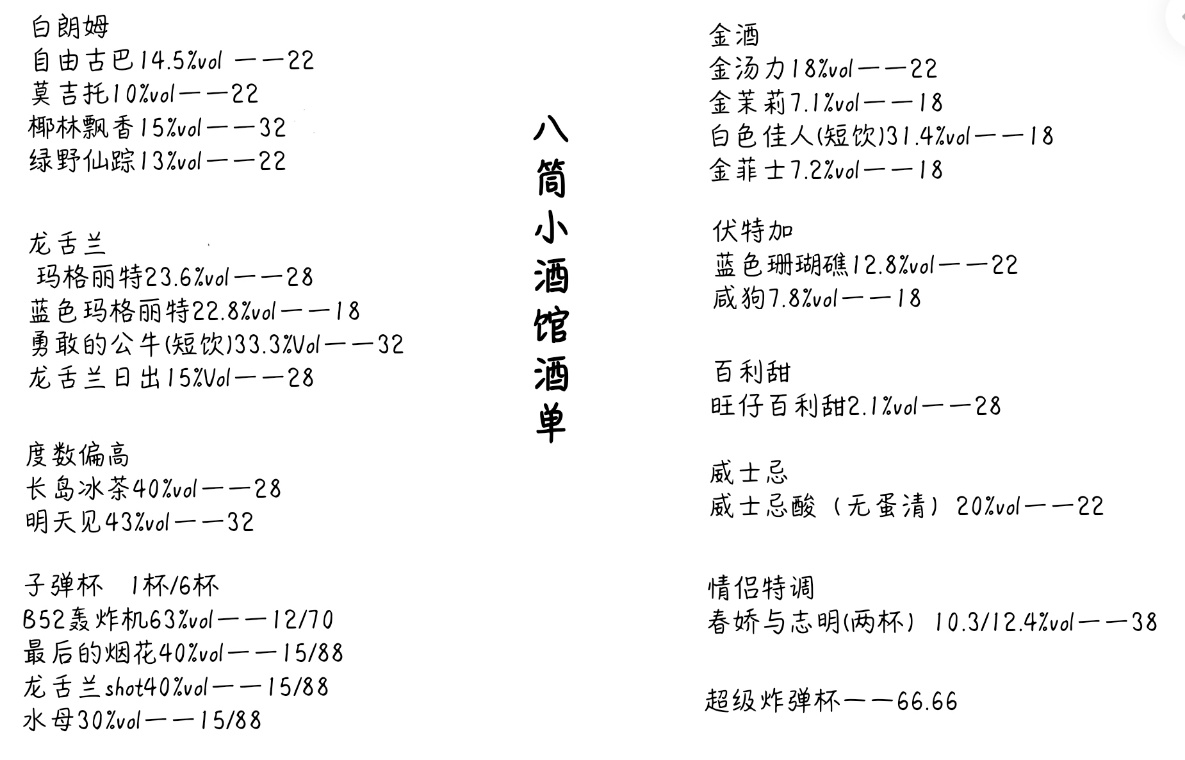 白朗姆
自由古巴14.5%vol ——22
莫吉托10%vol——22
椰林飘香15%vol——32
绿野仙踪13%vol——22
龙舌兰
玛格丽特23.6%vol——28
蓝色玛格丽特22.8%vol——18
勇敢的公牛(短饮)33.3%Vol——32
龙舌兰日出15%Vol——28
度数偏高
长岛冰茶40%vol——28
明天见43%vol——32
子弹杯 1杯/6杯
B52轰炸机63%vol——12/70
最后的烟花40%vol——15/88
龙舌兰shot40%vol——15/88
水母30%vol——15/88
八筒小酒馆酒单
金酒
金汤力18%vol——22
金茉莉7.1%vol——18
白色佳人(短饮)31.4%vol——18
金菲士7.2%vol——18
伏特加
蓝色珊瑚礁12.8%vol——22
咸狗7.8%vol——18
百利甜
旺仔百利甜2.1%vol——28
威士忌
威士忌酸（无蛋清）20%vol——22
情侣特调
春娇与志明(两杯） 10.3/12.4%vol——38
超级炸弹杯——66.66